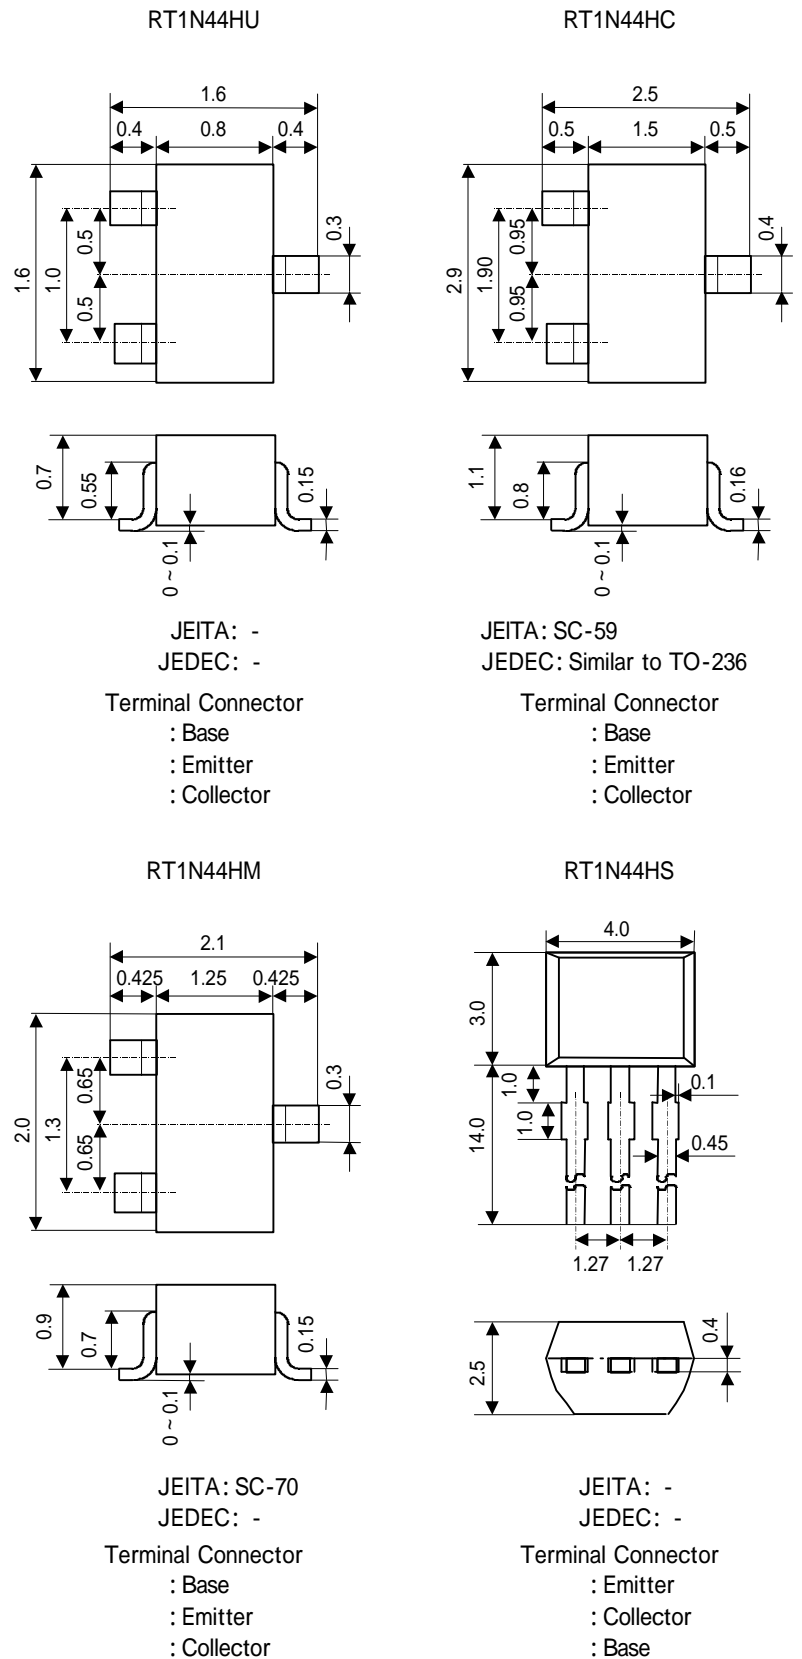 RT1N44HU
1.6
0.4
0.8
0.4
1.6
1.0
0.5
0.5
0.3
0.7
0.55
0.15
0 ~ 0.1
JEITA: -
JEDEC: -
Terminal Connector
: Base
: Emitter
: Collector
RT1N44HC
2.5
0.5
1.5
0.5
2.9
1.90
0.95
0.95
0.4
1.1
0.8
0.16
0 ~ 0.1
JEITA: SC-59
JEDEC: Similar to TO-236
Terminal Connector
: Base
: Emitter
: Collector
RT1N44HM
2.1
0.425
1.25
0.425
2.0
1.3
0.65
0.65
0.3
0.9
0.7
0.15
0 ~ 0.1
JEITA: SC-70
JEDEC: -
Terminal Connector
: Base
: Emitter
: Collector
RT1N44HS
4.0
3.0
14.0
1.0
1.0
0.1
0.45
1.27
1.27
2.5
0.4
JEITA: -
JEDEC: -
Terminal Connector
: Emitter
: Collector
: Base